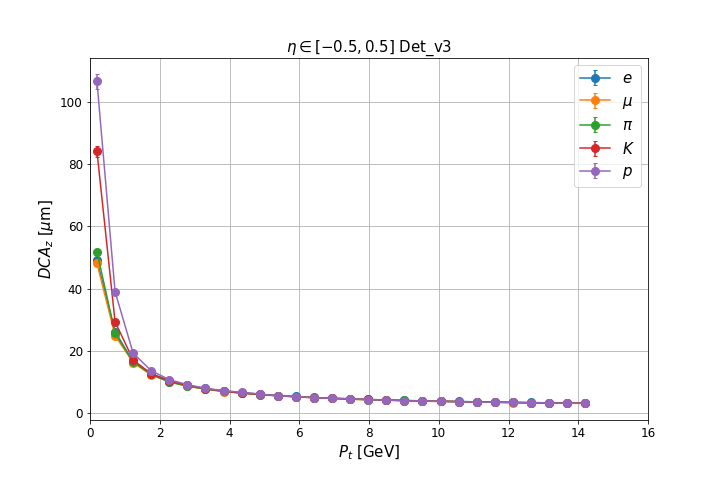 η ∈ [−0.5, 0.5] Det_v3
e
μ
π
K
p
DCA_z [μm]
100
80
60
40
20
0
0 2 4 6 8 10 12 14 16
P_t [GeV]